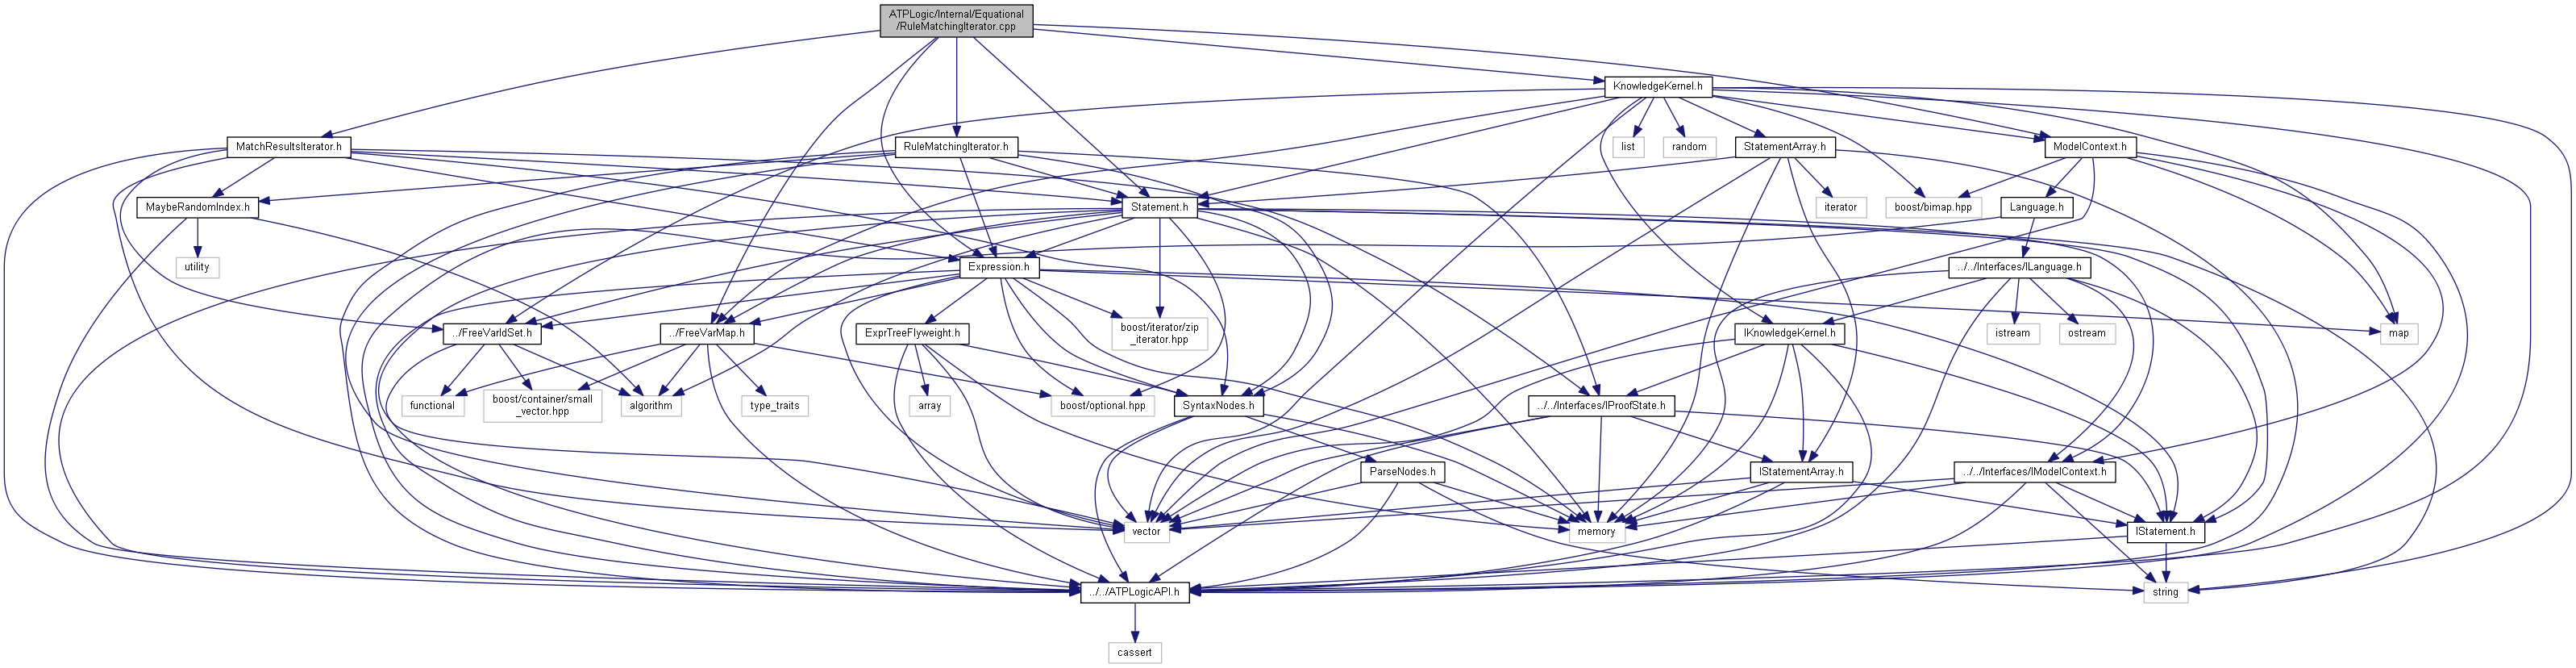 ATPLogic/Internal/Equational
/RuleMatchingIterator.cpp
KnowledgeKernel.h
MatchResultsIterator.h
RuleMatchingIterator.h
list
random
StatementArray.h
ModelContext.h
MaybeRandomIndex.h
Statement.h
iterator
boost/bimap.hpp
Language.h
utility
Expression.h
../../Interfaces/ILanguage.h
../FreeVarIdSet.h
../FreeVarMap.h
ExprTreeFlyweight.h
boost/iterator/zip
_iterator.hpp
IKnowledgeKernel.h
istream
ostream
map
functional
boost/container/small
_vector.hpp
algorithm
type_traits
array
boost/optional.hpp
SyntaxNodes.h
../../Interfaces/IProofState.h
ParseNodes.h
IStatementArray.h
../../Interfaces/IModelContext.h
vector
memory
IStatement.h
../../ATPLogicAPI.h
string
cassert